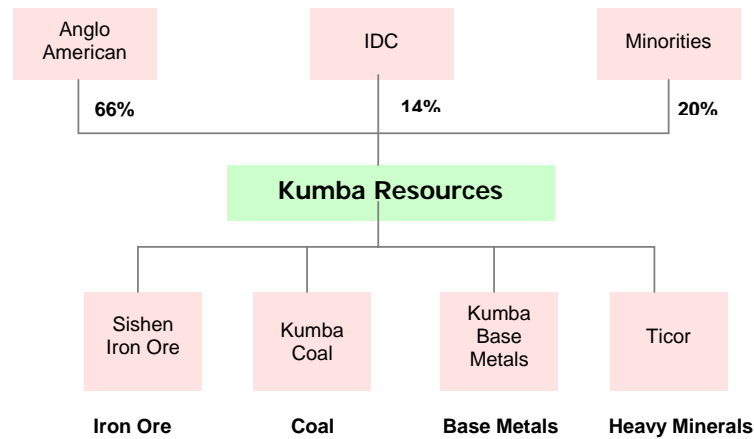 Anglo
American
IDC
Minorities
66%
14%
20%
Kumba Resources
Sishen
Iron Ore
Kumba
Coal
Kumba
Base
Metals
Ticor
Iron Ore
Coal
Base Metals
Heavy Minerals